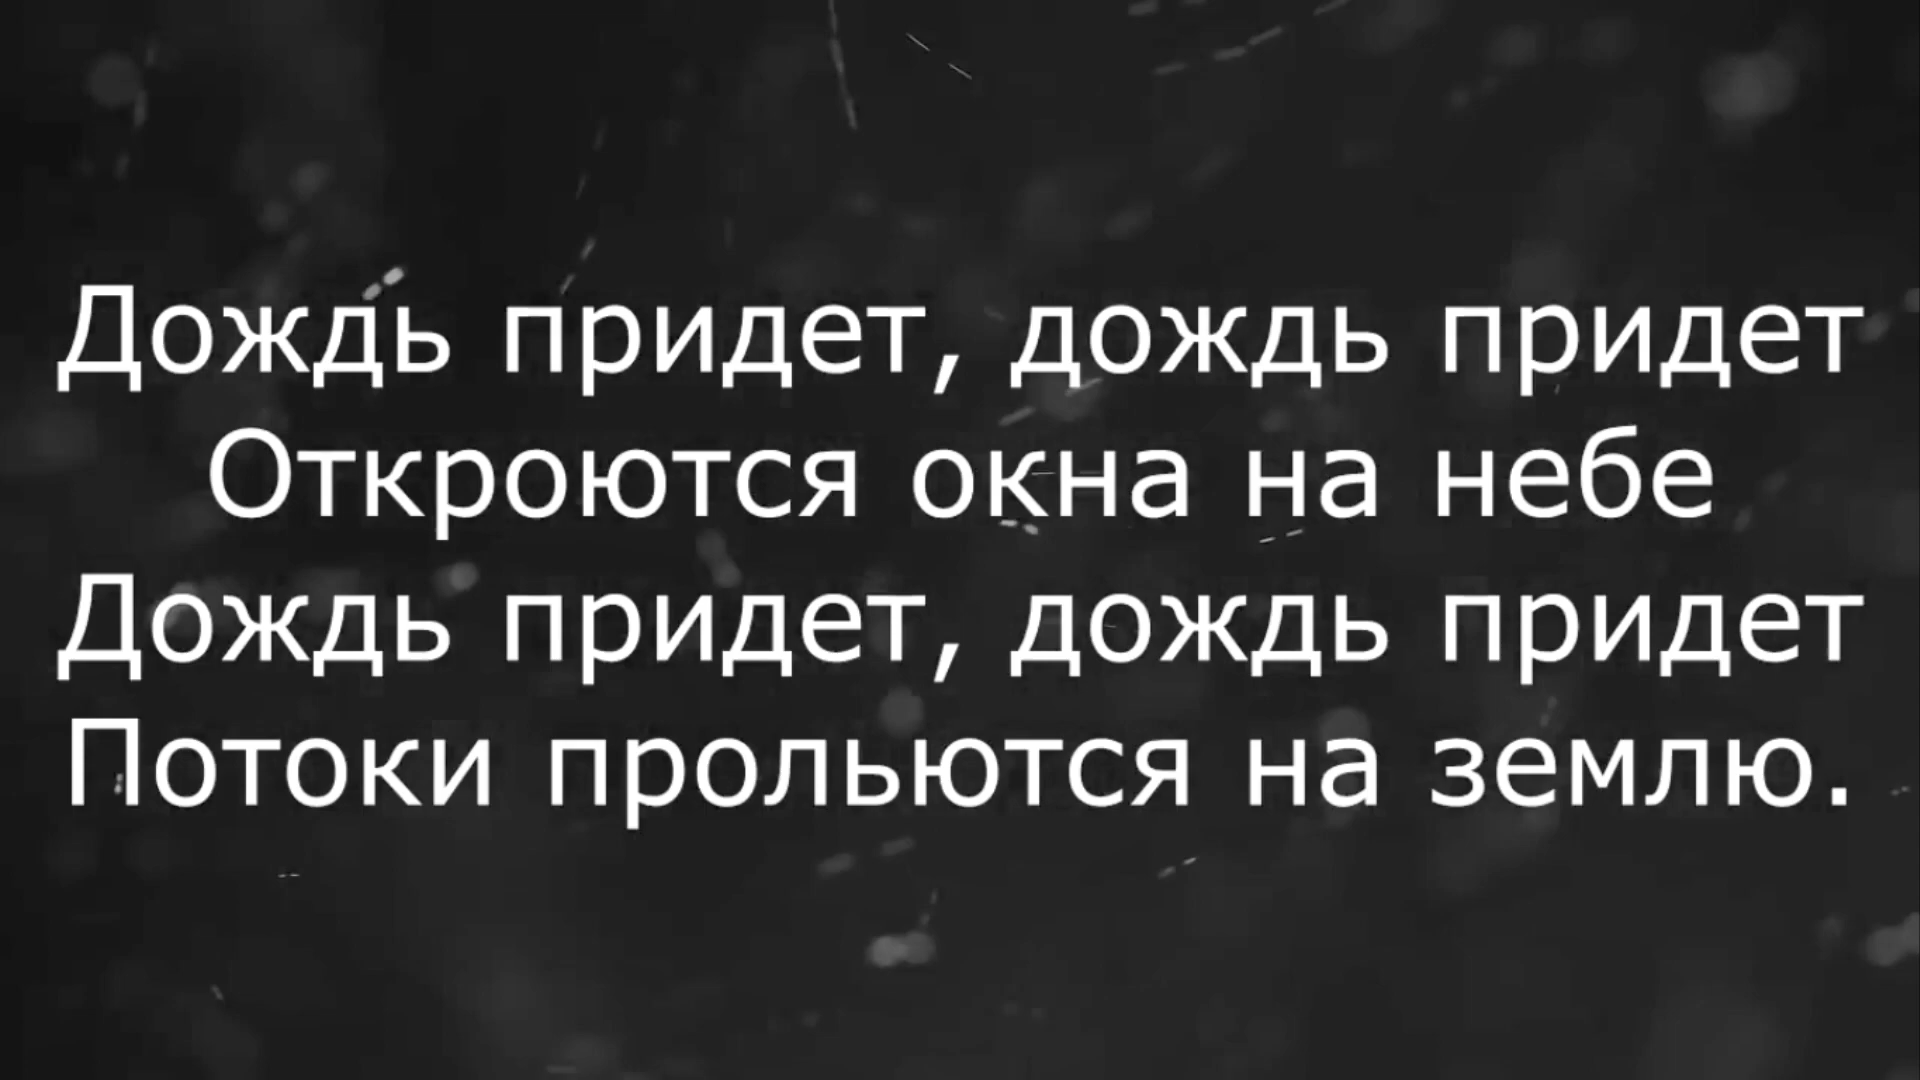 Дождь придет, дождь придет
Откроются окна на небе
Дождь придет, дождь придет
Потоки прольются на землю.